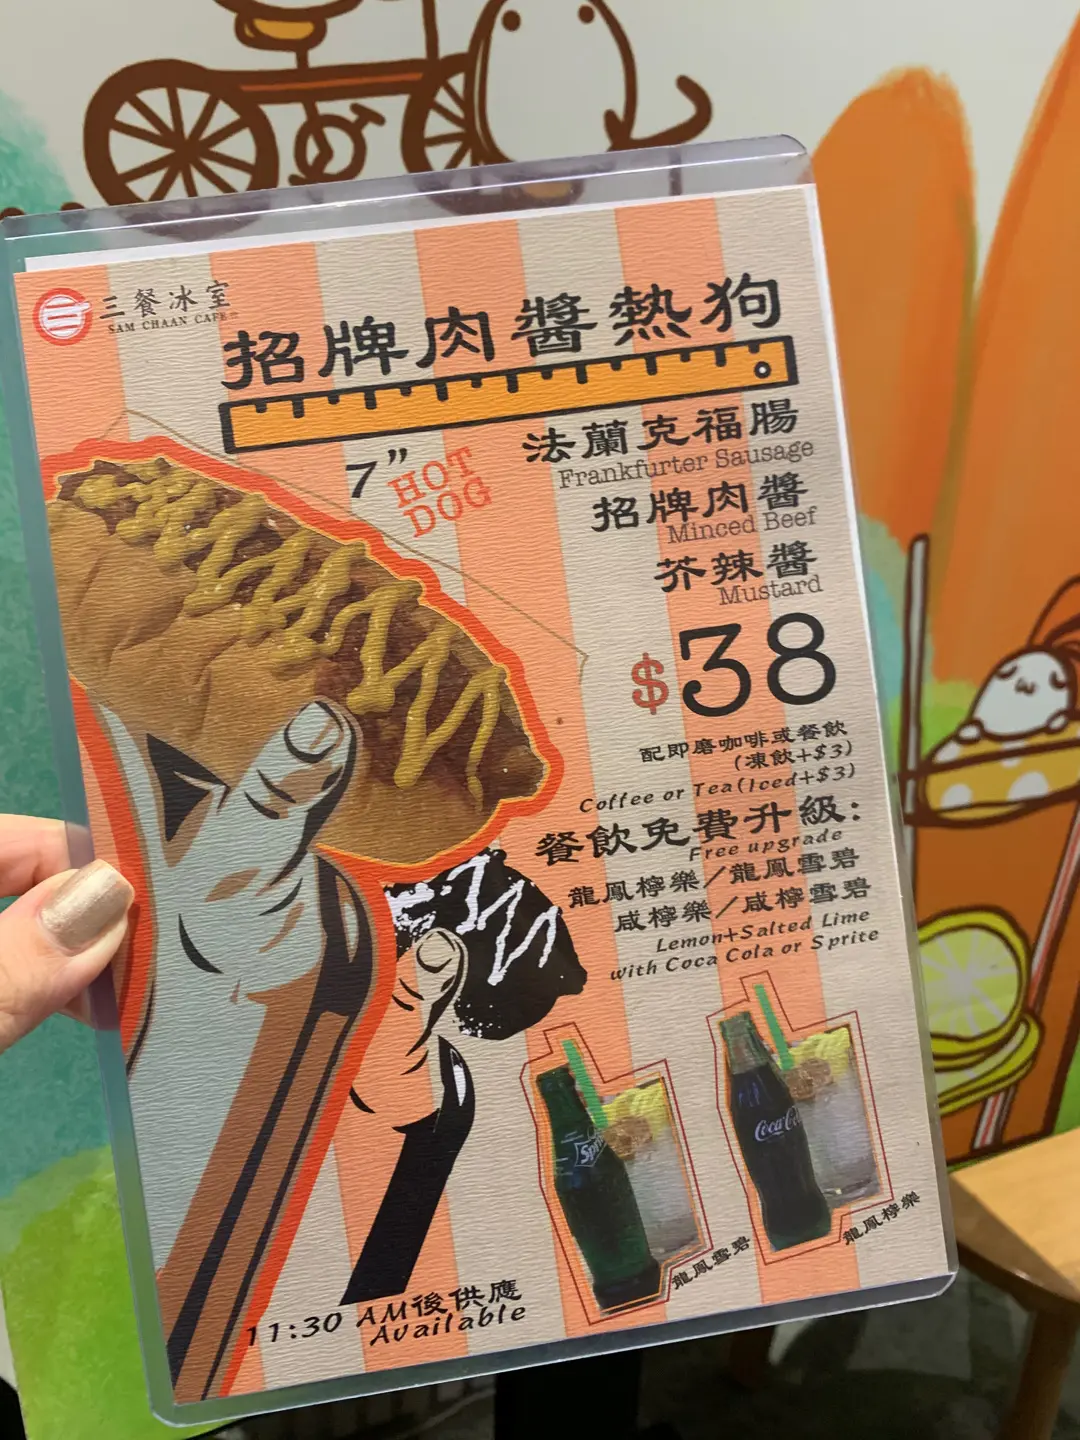 三餐冰室
SAM CHAAN CAFE
招牌肉醬熱狗
7"
HOT
DOG
法蘭克福腸
Frankfurter Sausage
招牌肉醬
Minced Beef
芥辣醬
Mustard
$38
配即磨咖啡或餐飲
(凍飲+$3)
Coffee or Tea(Iced+$3)
餐飲免費升級:
Free upgrade
龍鳳檸樂/龍鳳雪碧
咸檸樂/咸檸雪碧
Lemon+Salted Lime
with Coca Cola or Sprite
Sprite
Coca-Cola
龍鳳雪碧
龍鳳檸樂
11:30 AM後供應
Available